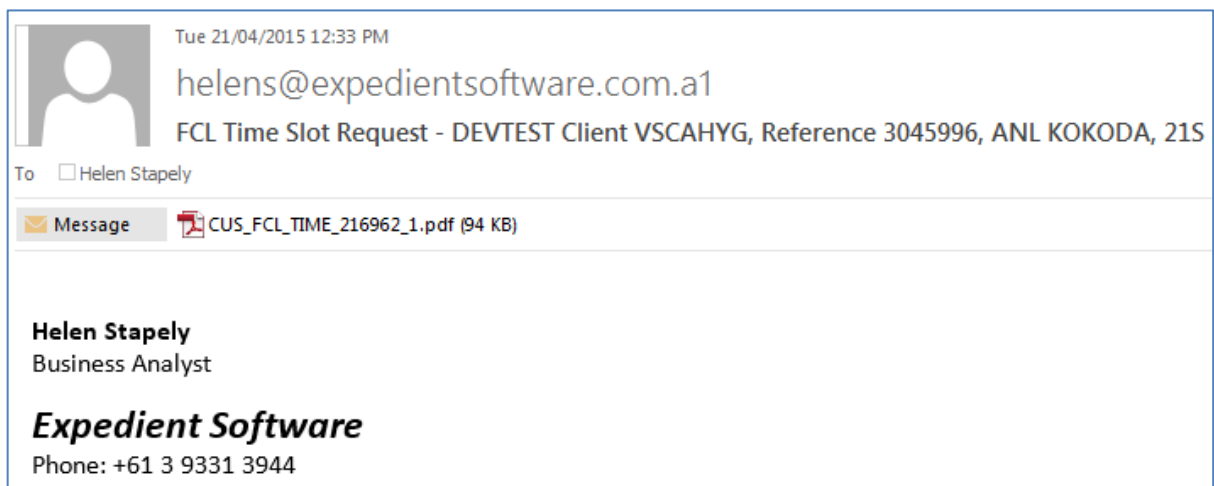 Tue 21/04/2015 12:33 PM
helens@expedientsoftware.com.a1
FCL Time Slot Request - DEVTEST Client VSCAHYG, Reference 3045996, ANL KOKODA, 21S
To Helen Stapely
Message CUS_FCL_TIME_216962_1.pdf (94 KB)
Helen Stapely
Business Analyst
Expedient Software
Phone: +61 3 9331 3944